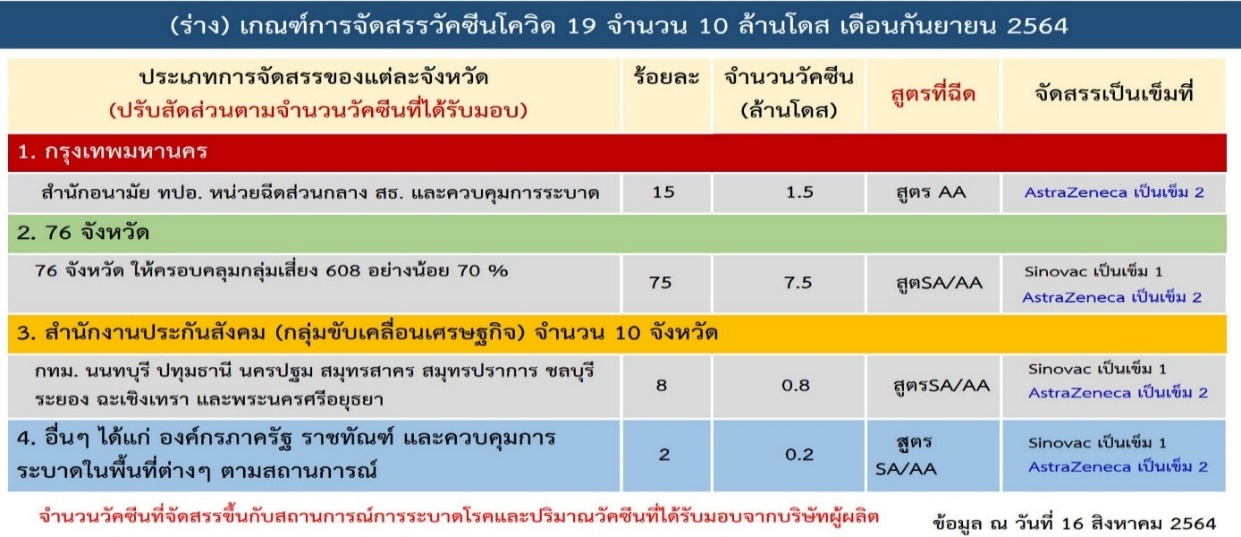 (ร่าง) เกณฑ์การจัดสรรวัคซีนโควิด 19 จำนวน 10 ล้านโดส เดือนกันยายน 2564
ประเภทการจัดสรรของแต่ละจังหวัด
(ปรับสัดส่วนตามจำนวนวัคซีนที่ได้รับมอบ)
ร้อยละ
จำนวนวัคซีน
(ล้านโดส)
สูตรที่ฉีด
จัดสรรเป็นเข็มที่
1. กรุงเทพมหานคร
สำนักอนามัย ทปอ. หน่วยฉีดส่วนกลาง สธ. และควบคุมการระบาด
15
1.5
สูตร AA
AstraZeneca เป็นเข็ม 2
2. 76 จังหวัด
76 จังหวัด ให้ครอบคลุมกลุ่มเสี่ยง 608 อย่างน้อย 70 %
75
7.5
สูตSA/AA
Sinovac เป็นเข็ม 1
AstraZeneca เป็นเข็ม 2
3. สำนักงานประกันสังคม (กลุ่มขับเคลื่อนเศรษฐกิจ) จำนวน 10 จังหวัด
กทม. นนทบุรี ปทุมธานี นครปฐม สมุทรสาคร สมุทรปราการ ชลบุรี
ระยอง ฉะเชิงเทรา และพระนครศรีอยุธยา
8
0.8
สูตรSA/AA
Sinovac เป็นเข็ม 1
AstraZeneca เป็นเข็ม 2
4. อื่นๆ ได้แก่ องค์กรภาครัฐ ราชทัณฑ์ และควบคุมการ
ระบาดในพื้นที่ต่างๆ ตามสถานการณ์
2
0.2
สูตร
SA/AA
Sinovac เป็นเข็ม 1
AstraZeneca เป็นเข็ม 2
จำนวนวัคซีนที่จัดสรรขึ้นกับสถานการณ์การระบาดโรคและปริมาณวัคซีนที่ได้รับมอบจากบริษัทผู้ผลิต
ข้อมูล ณ วันที่ 16 สิงหาคม 2564